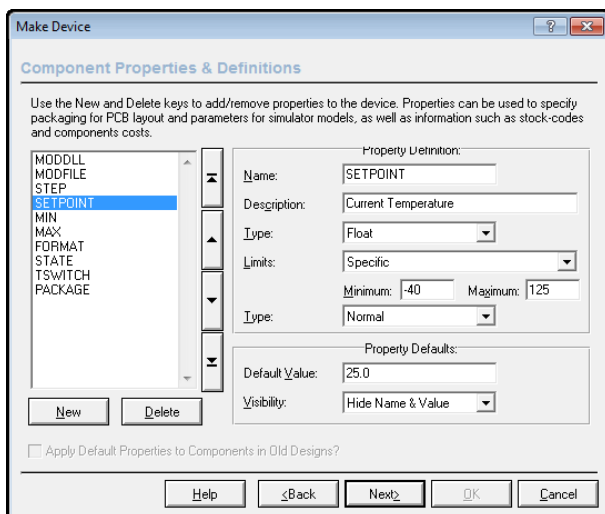 Make Device
Component Properties & Definitions
Use the New and Delete keys to add/remove properties to the device. Properties can be used to specify
packaging for PCB layout and parameters for simulator models, as well as information such as stock-codes
and components costs.
MODDLL
MODFILE
STEP
SETPOINT
MIN
MAX
FORMAT
STATE
TSWITCH
PACKAGE
New Delete
Property Definition:
Name: SETPOINT
Description: Current Temperature
Type: Float
Limits: Specific
Minimum: -40 Maximum: 125
Type: Normal
Property Defaults:
Default Value: 25.0
Visibility: Hide Name & Value
Apply Default Properties to Components in Old Designs?
Help <Back Next> OK Cancel